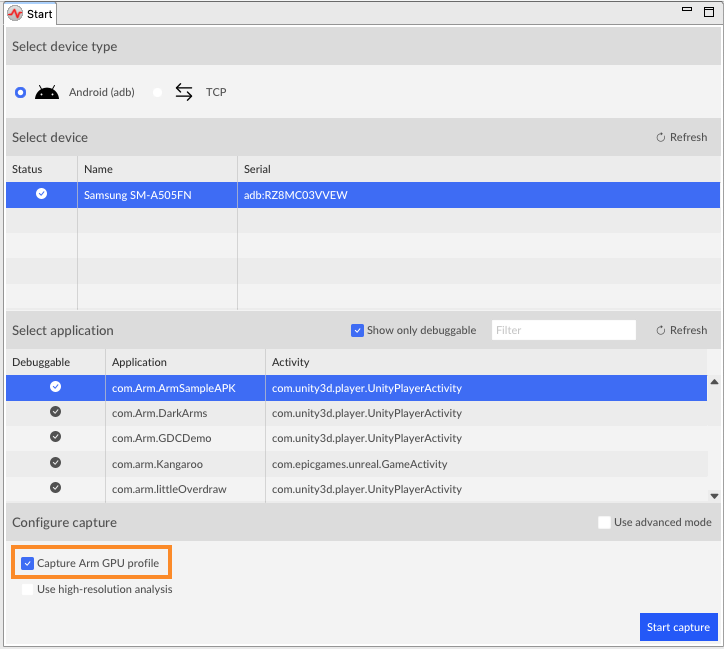 Start
Select device type
Android (adb) TCP
Select device Refresh
Status Name Serial
Samsung SM-A505FN adb:RZ8MC03VVEW
Select application Show only debuggable Filter Refresh
Debuggable Application Activity
com.Arm.ArmSampleAPK com.unity3d.player.UnityPlayerActivity
com.Arm.DarkArms com.unity3d.player.UnityPlayerActivity
com.Arm.GDCDemo com.unity3d.player.UnityPlayerActivity
com.arm.Kangaroo com.epicgames.unreal.GameActivity
com.arm.littleOverdraw com.unity3d.player.UnityPlayerActivity
Configure capture Use advanced mode
Capture Arm GPU profile
Use high-resolution analysis
Start capture